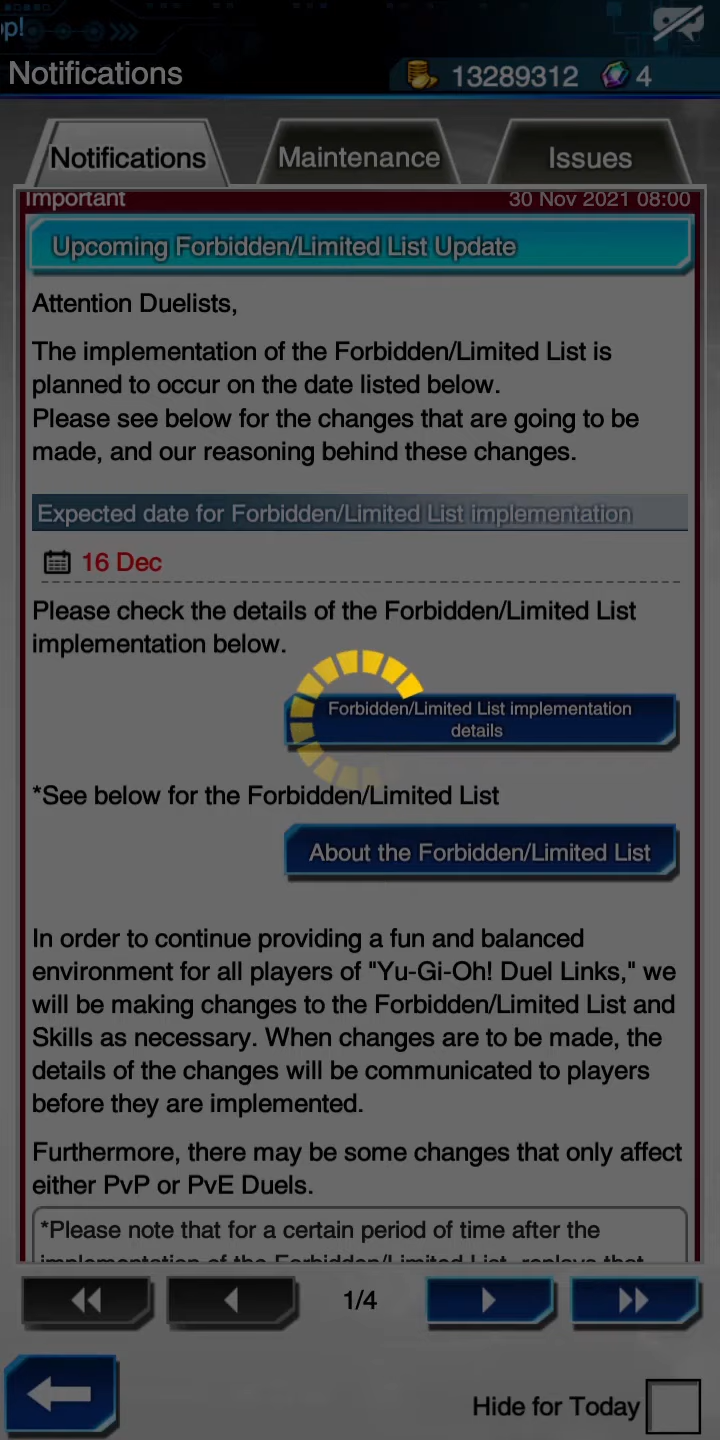 p!
Notifications 13289312 4
Notifications Maintenance Issues
Important 30 Nov 2021 08:00
Upcoming Forbidden/Limited List Update
Attention Duelists,
The implementation of the Forbidden/Limited List is
planned to occur on the date listed below.
Please see below for the changes that are going to be
made, and our reasoning behind these changes.
Expected date for Forbidden/Limited List implementation
16 Dec
Please check the details of the Forbidden/Limited List
implementation below.
Forbidden/Limited List implementation
details
*See below for the Forbidden/Limited List
About the Forbidden/Limited List
In order to continue providing a fun and balanced
environment for all players of "Yu-Gi-Oh! Duel Links," we
will be making changes to the Forbidden/Limited List and
Skills as necessary. When changes are to be made, the
details of the changes will be communicated to players
before they are implemented.
Furthermore, there may be some changes that only affect
either PvP or PvE Duels.
*Please note that for a certain period of time after the
implementation of the Forbidden/Limited List, replays that
1/4
Hide for Today